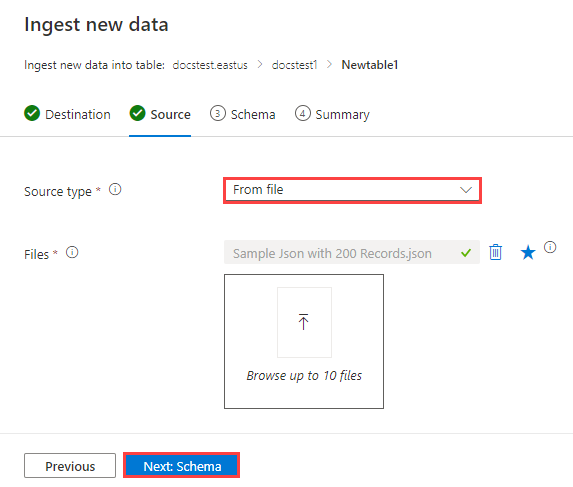 Ingest new data
Ingest new data into table: docstest.eastus > docstest1 > Newtable1
Destination Source 3 Schema 4 Summary
Source type * From file
Files * Sample Json with 200 Records.json
Browse up to 10 files
Previous Next: Schema